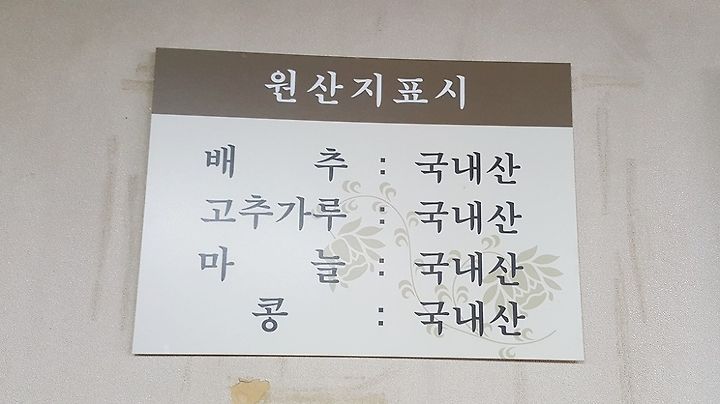 원산지표시
배 추 : 국내산
고추가루 : 국내산
마 늘 : 국내산
콩 : 국내산